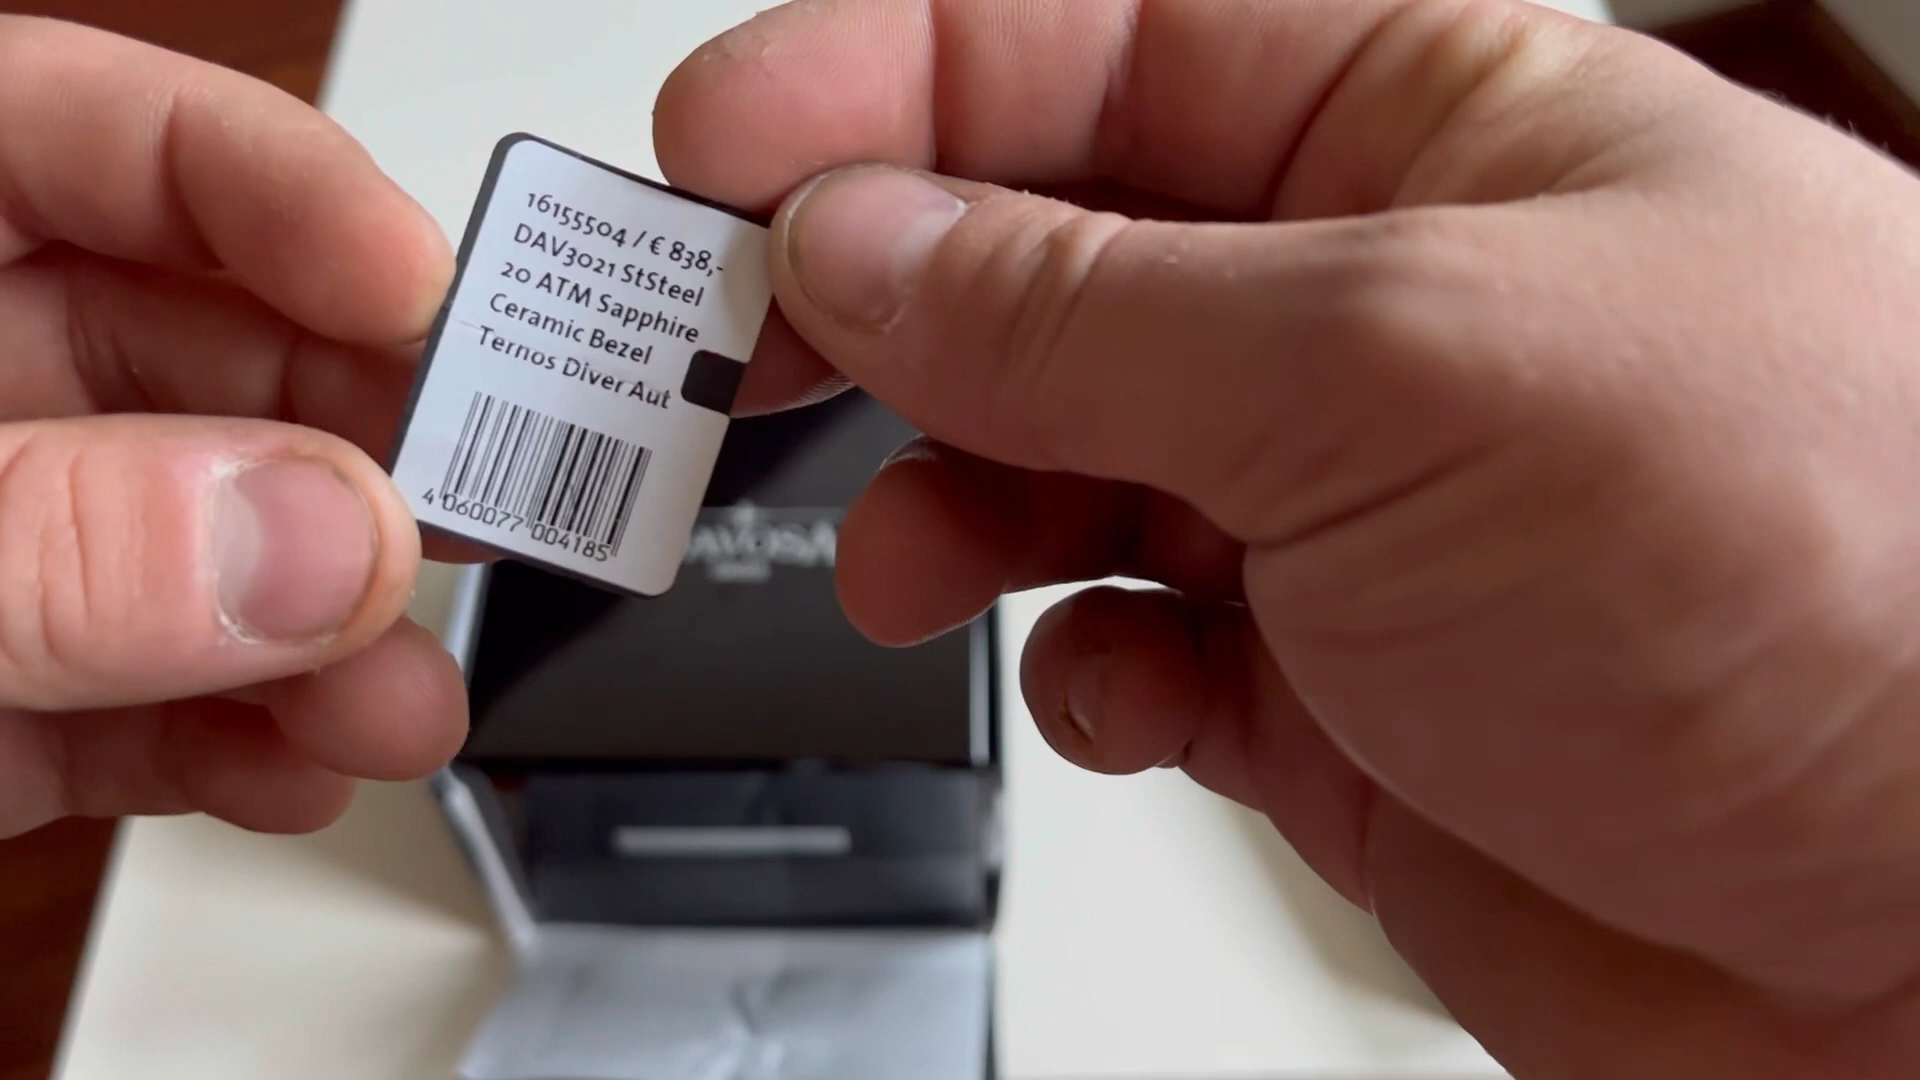 16155504 / € 838,-
DAV3021 StSteel
20 ATM Sapphire
Ceramic Bezel
Ternos Diver Aut
4 060077 004185